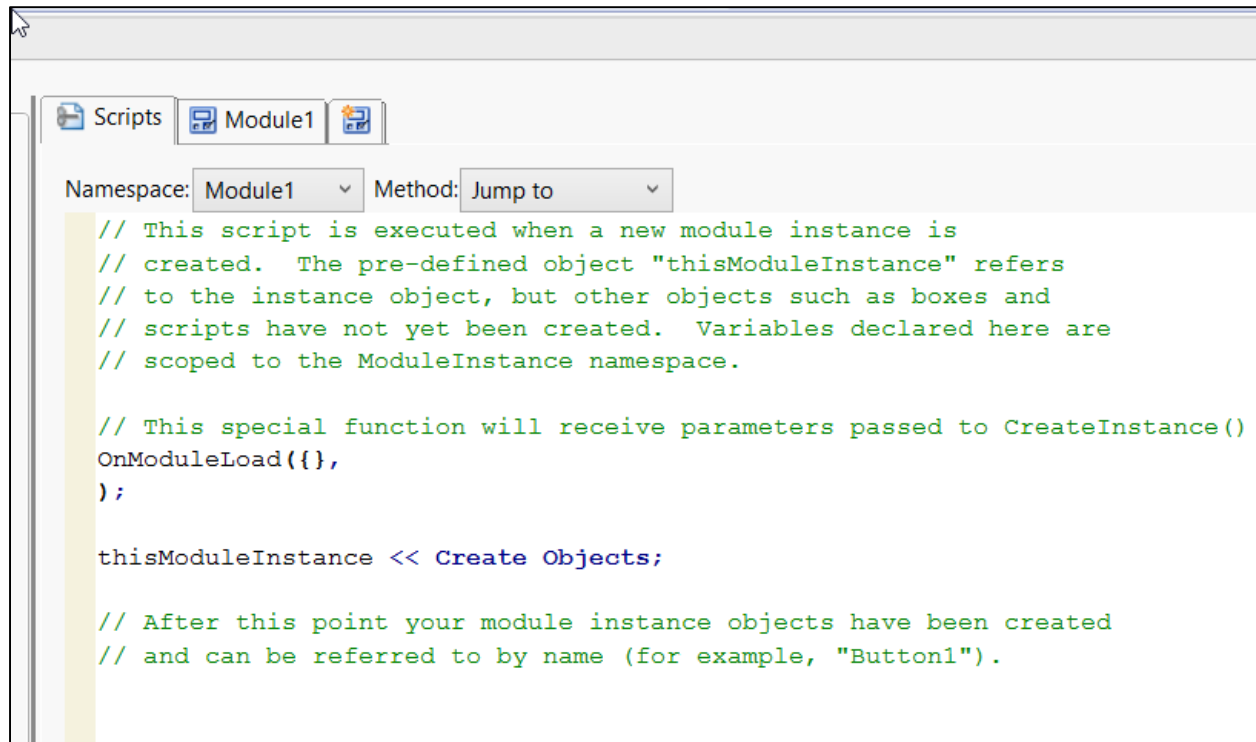 Scripts Module1
Namespace: Module1 Method: Jump to
// This script is executed when a new module instance is
// created.  The pre-defined object "thisModuleInstance" refers
// to the instance object, but other objects such as boxes and
// scripts have not yet been created.  Variables declared here are
// scoped to the ModuleInstance namespace.
// This special function will receive parameters passed to CreateInstance()
OnModuleLoad({},
);
thisModuleInstance << Create Objects;
// After this point your module instance objects have been created
// and can be referred to by name (for example, "Button1").